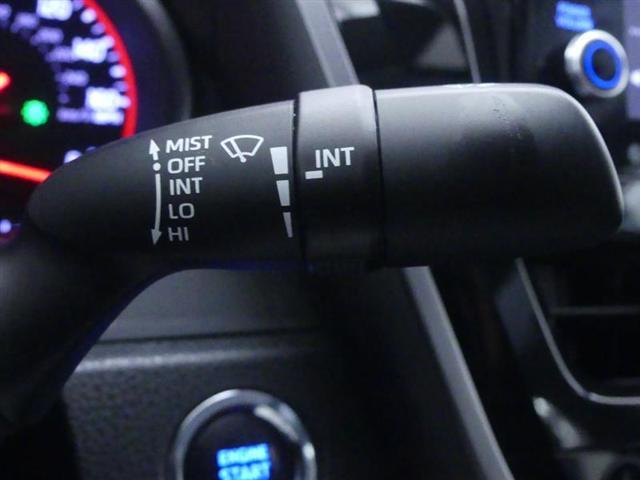 MIST
OFF
INT
LO
HI
INT
ENGINE
START